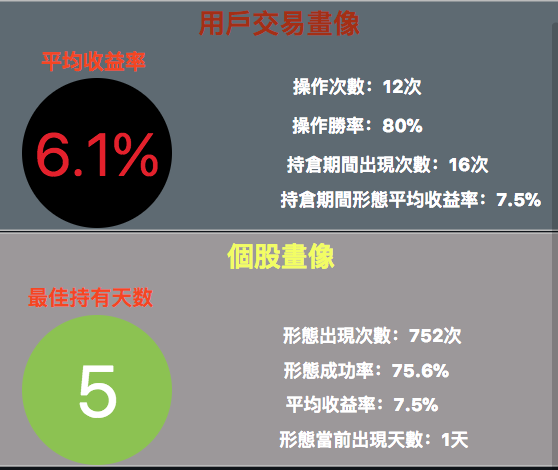 用戶交易畫像
平均收益率
6.1%
操作次數：12次
操作勝率：80%
持倉期間出現次數：16次
持倉期間形態平均收益率：7.5%
個股畫像
最佳持有天数
5
形態出現次數：752次
形態成功率：75.6%
平均收益率：7.5%
形態當前出現天數：1天